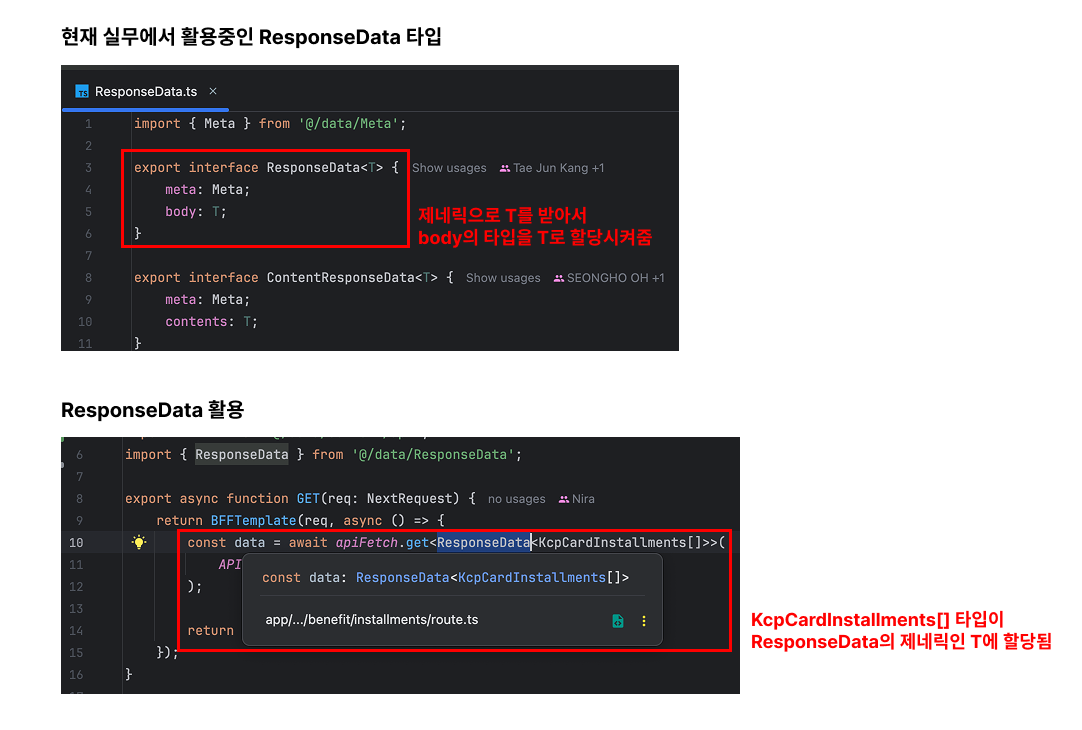 현재 실무에서 활용중인 ResponseData 타입
TS ResponseData.ts ×
1 import { Meta } from '@/data/Meta';
2
3 export interface ResponseData<T> { Show usages Tae Jun Kang +1
4 meta: Meta;
5 body: T;
6 }
제네릭으로 T를 받아서
body의 타입을 T로 할당시켜줌
7
8 export interface ContentResponseData<T> { Show usages SEONGHO OH +1
9 meta: Meta;
10 contents: T;
11 }
ResponseData 활용
6 import { ResponseData } from '@/data/ResponseData';
7
8 export async function GET(req: NextRequest) { no usages Nira
9 return BFFTemplate(req, async () => {
10 const data = await apiFetch.get<ResponseData<KcpCardInstallments[]>>(
11 API
const data: ResponseData<KcpCardInstallments[]>
12 );
app/.../benefit/installments/route.ts
13
14 return
15 });
16 }
KcpCardInstallments[] 타입이
ResponseData의 제네릭인 T에 할당됨